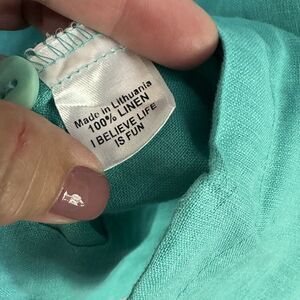 Made in Lithuania
100% LINEN
I BELIEVE LIFE
IS FUN